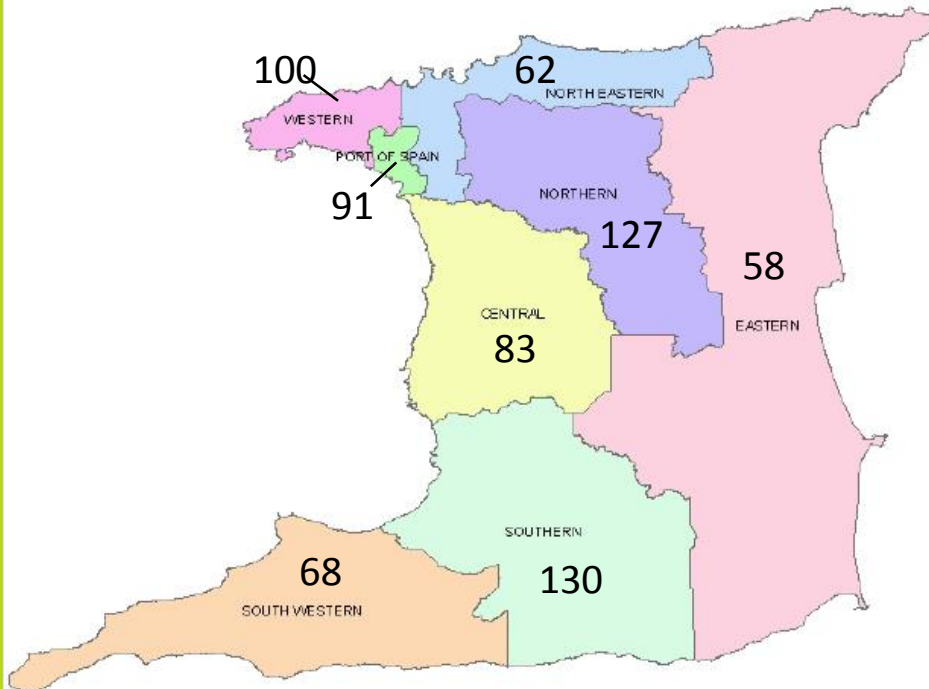 100
WESTERN
62
NORTH EASTERN
PORT OF SPAIN
91
NORTHERN
127
58
EASTERN
CENTRAL
83
SOUTHERN
130
68
SOUTH WESTERN